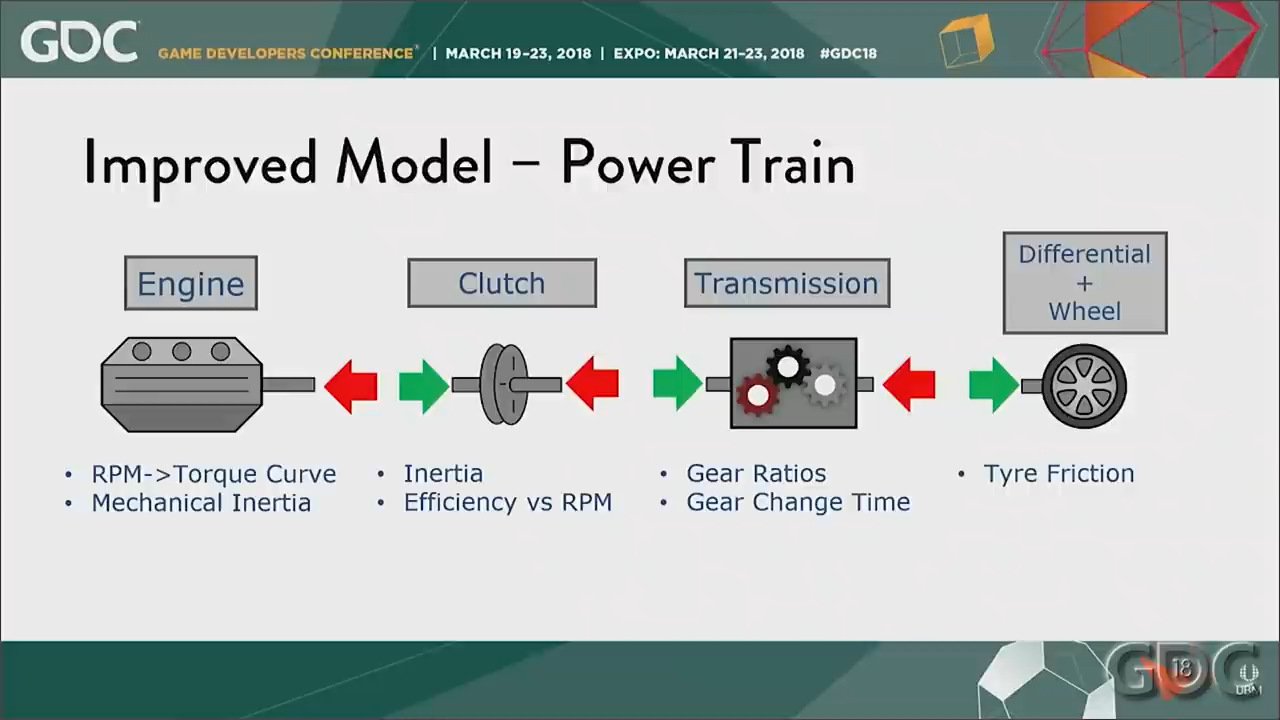 GDC
GAME DEVELOPERS CONFERENCE® | MARCH 19–23, 2018 | EXPO: MARCH 21–23, 2018 #GDC18
Improved Model – Power Train
Engine
Clutch
Transmission
Differential
+
Wheel
• RPM->Torque Curve
• Mechanical Inertia
• Inertia
• Efficiency vs RPM
• Gear Ratios
• Gear Change Time
• Tyre Friction
GDC
18
UBM